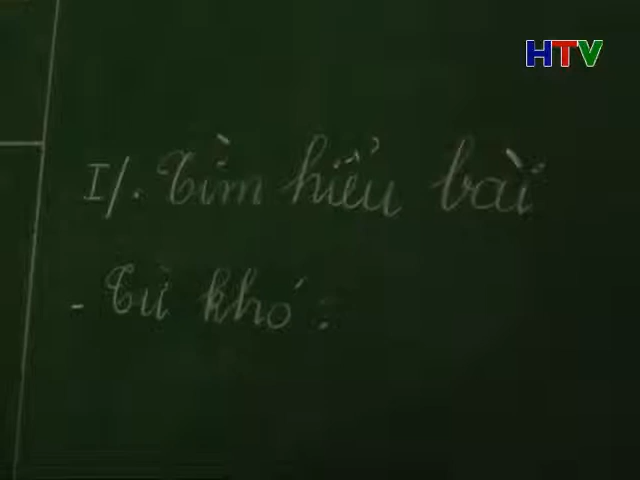 HTV
I/. Tìm hiểu bài
- Từ khó :